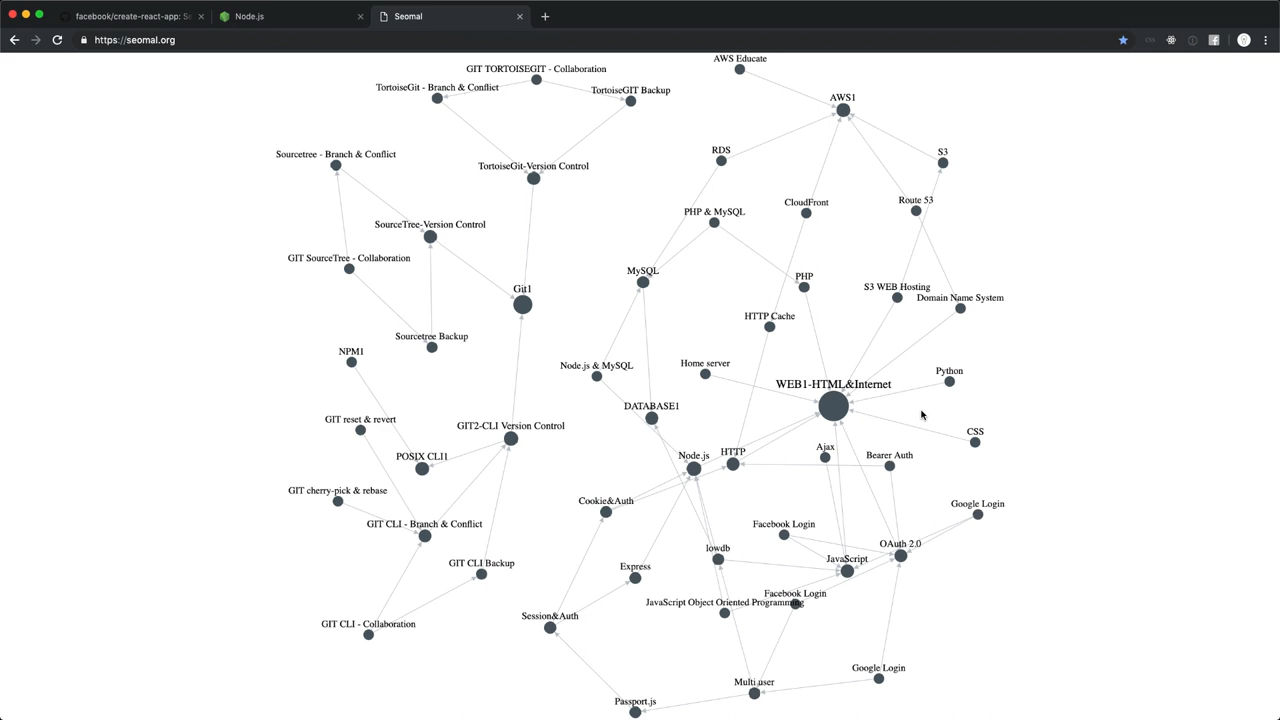 facebook/create-react-app: Se
Node.js
Seomal
https://seomal.org
AWS Educate
GIT TORTOISEGIT - Collaboration
TortoiseGit - Branch & Conflict
TortoiseGIT Backup
AWS1
RDS
S3
Sourcetree - Branch & Conflict
TortoiseGit-Version Control
CloudFront
Route 53
PHP & MySQL
SourceTree-Version Control
GIT SourceTree - Collaboration
MySQL
PHP
S3 WEB Hosting
Git1
Domain Name System
HTTP Cache
Sourcetree Backup
NPM1
Node.js & MySQL
Home server
Python
WEB1-HTML&Internet
DATABASE1
GIT reset & revert
GIT2-CLI Version Control
CSS
Ajax
HTTP
Node.js
Bearer Auth
POSIX CLI1
GIT cherry-pick & rebase
Cookie&Auth
Google Login
GIT CLI - Branch & Conflict
Facebook Login
OAuth 2.0
lowdb
JavaScript
GIT CLI Backup
Express
Facebook Login
JavaScript Object Oriented Programming
Session&Auth
GIT CLI - Collaboration
Google Login
Multi user
Passport.js